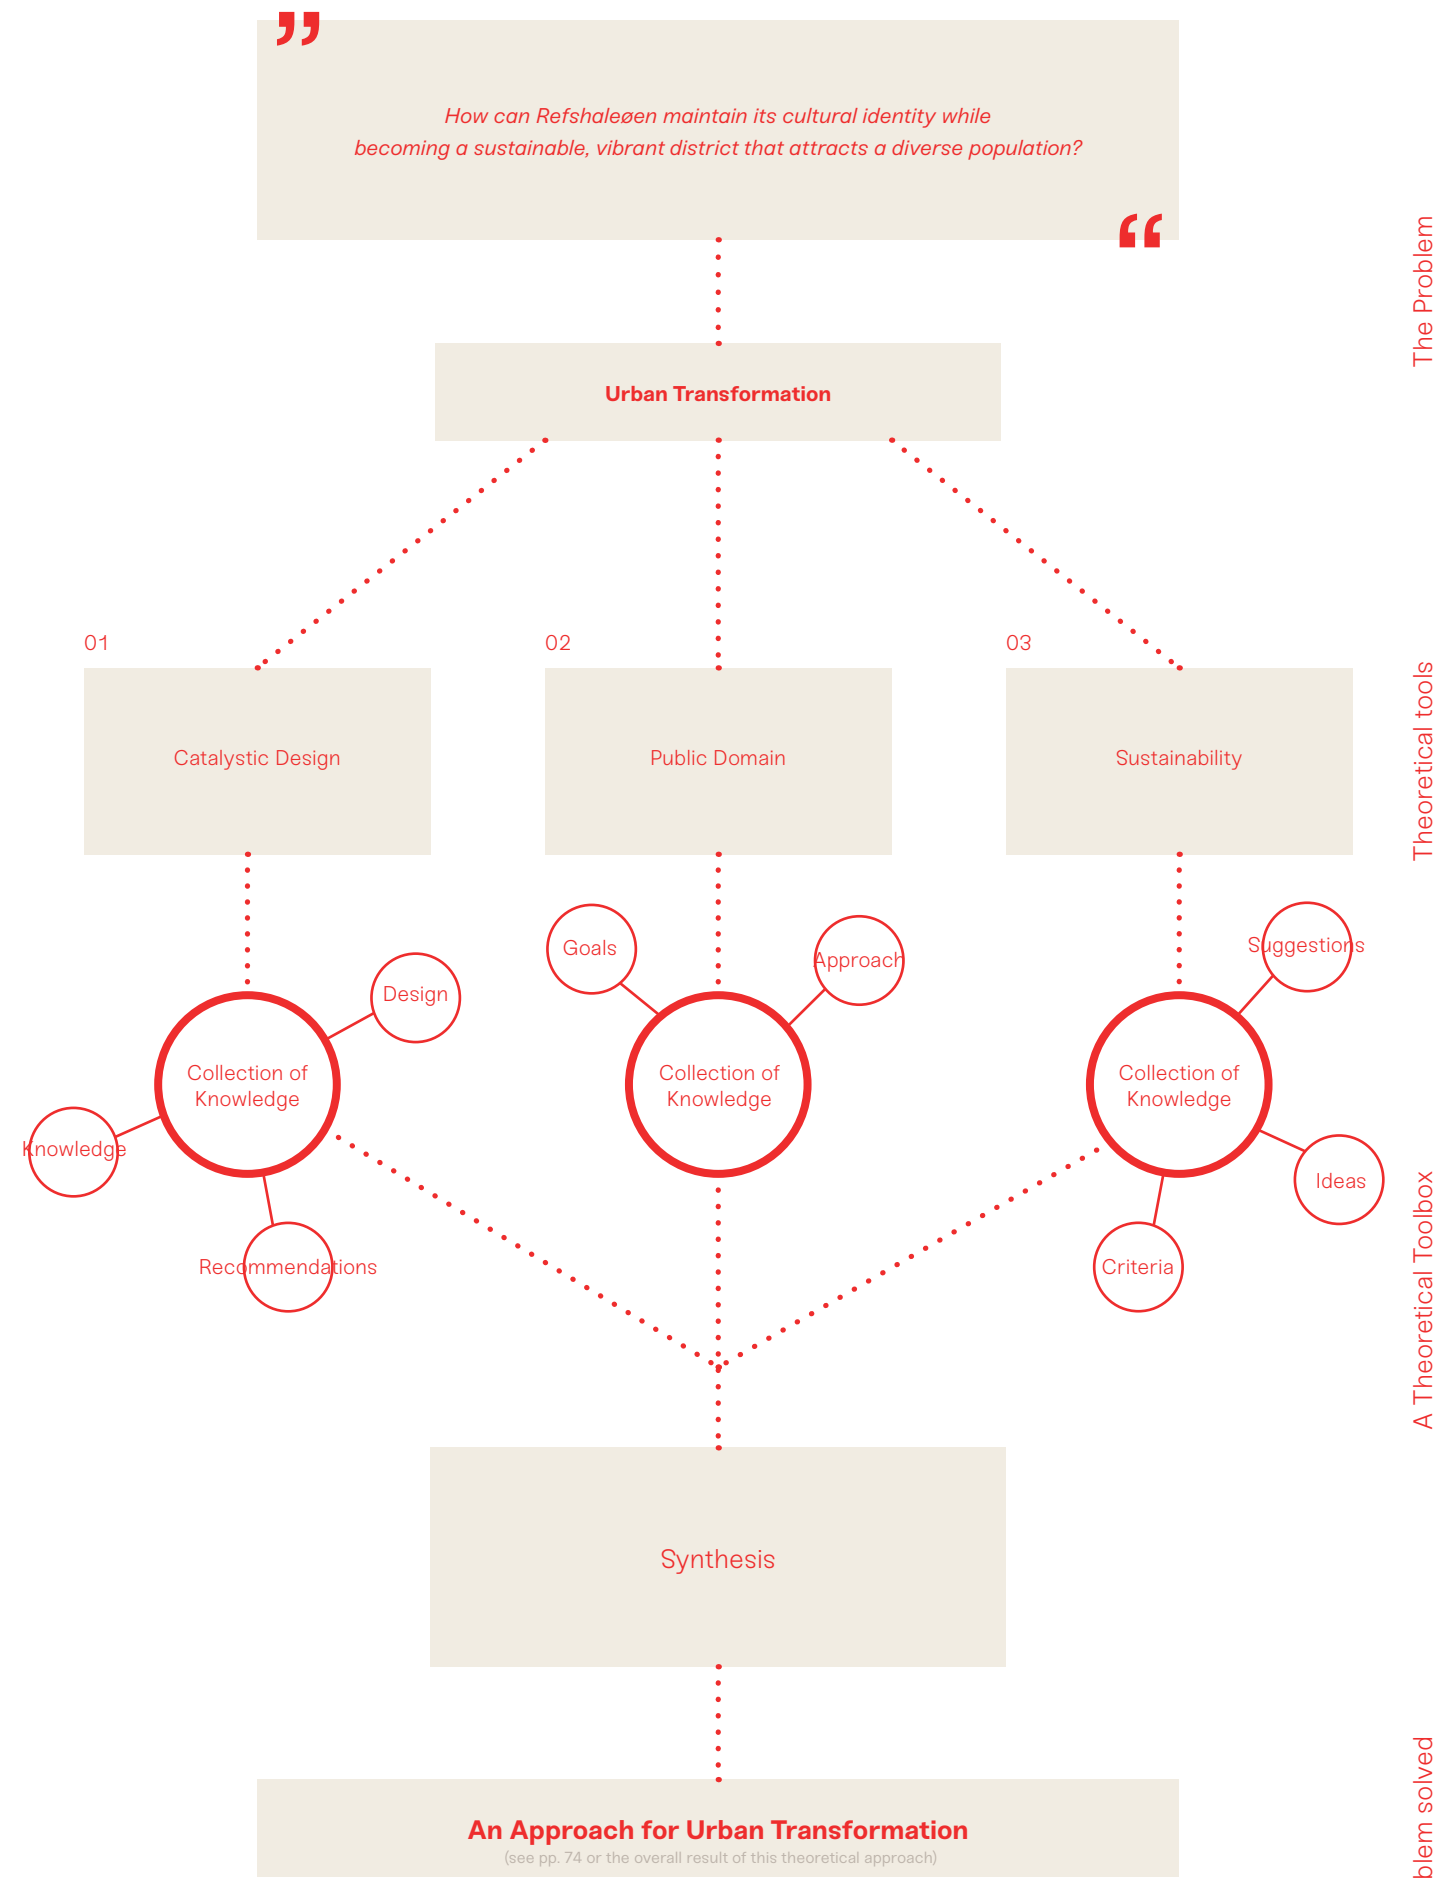 ”
How can Refshaleøen maintain its cultural identity while
becoming a sustainable, vibrant district that attracts a diverse population?
“
The Problem
Urban Transformation
01
02
03
Catalystic Design
Public Domain
Sustainability
Theoretical tools
Goals
Approach
Suggestions
Design
Collection of
Knowledge
Collection of
Knowledge
Collection of
Knowledge
Knowledge
Ideas
Recommendations
Criteria
A Theoretical Toolbox
Synthesis
An Approach for Urban Transformation
(see pp. 74 or the overall result of this theoretical approach)
blem solved